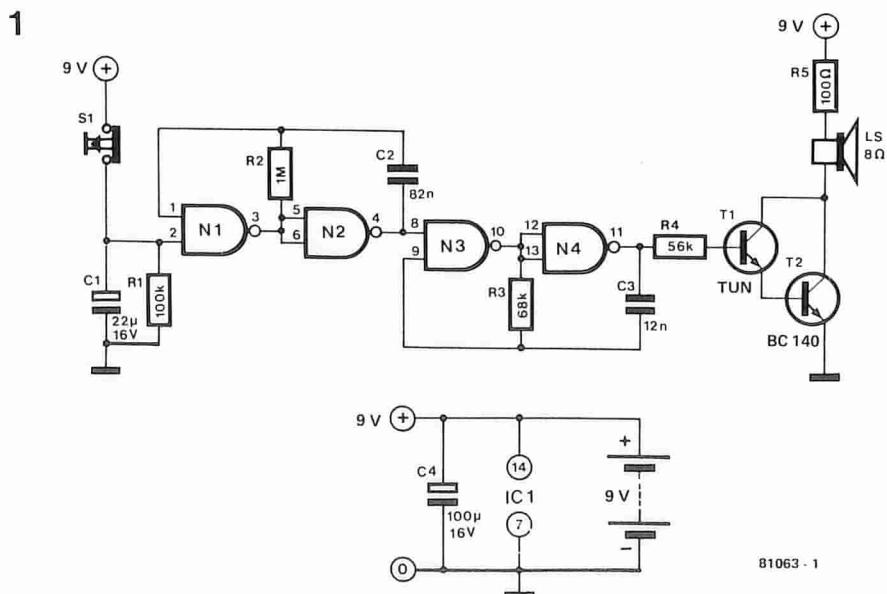 1
9 V +
S1
C1
22µ
16V
R1
100k
1
2
N1
3
R2
1M
5
6
N2
4
C2
82n
8
9
N3
10
R3
68k
12
13
N4
11
C3
12n
R4
56k
T1
TUN
T2
BC 140
9 V +
R5
100Ω
LS
8Ω
9 V +
C4
100µ
16V
0
14
IC1
7
+
9 V
–
81063 - 1